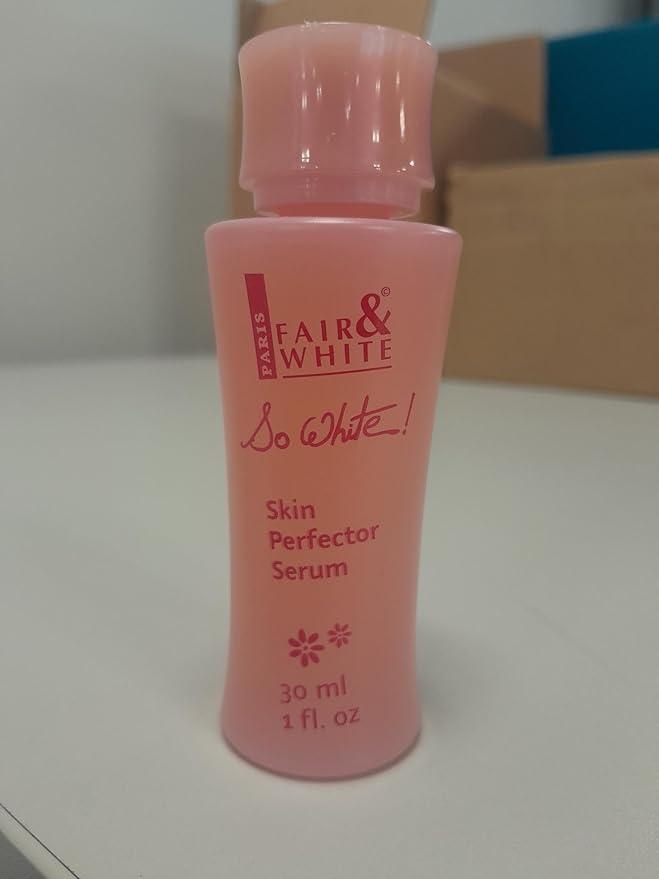 PARIS
FAIR &©
WHITE
So White!
Skin
Perfector
Serum
30 ml
1 fl. oz